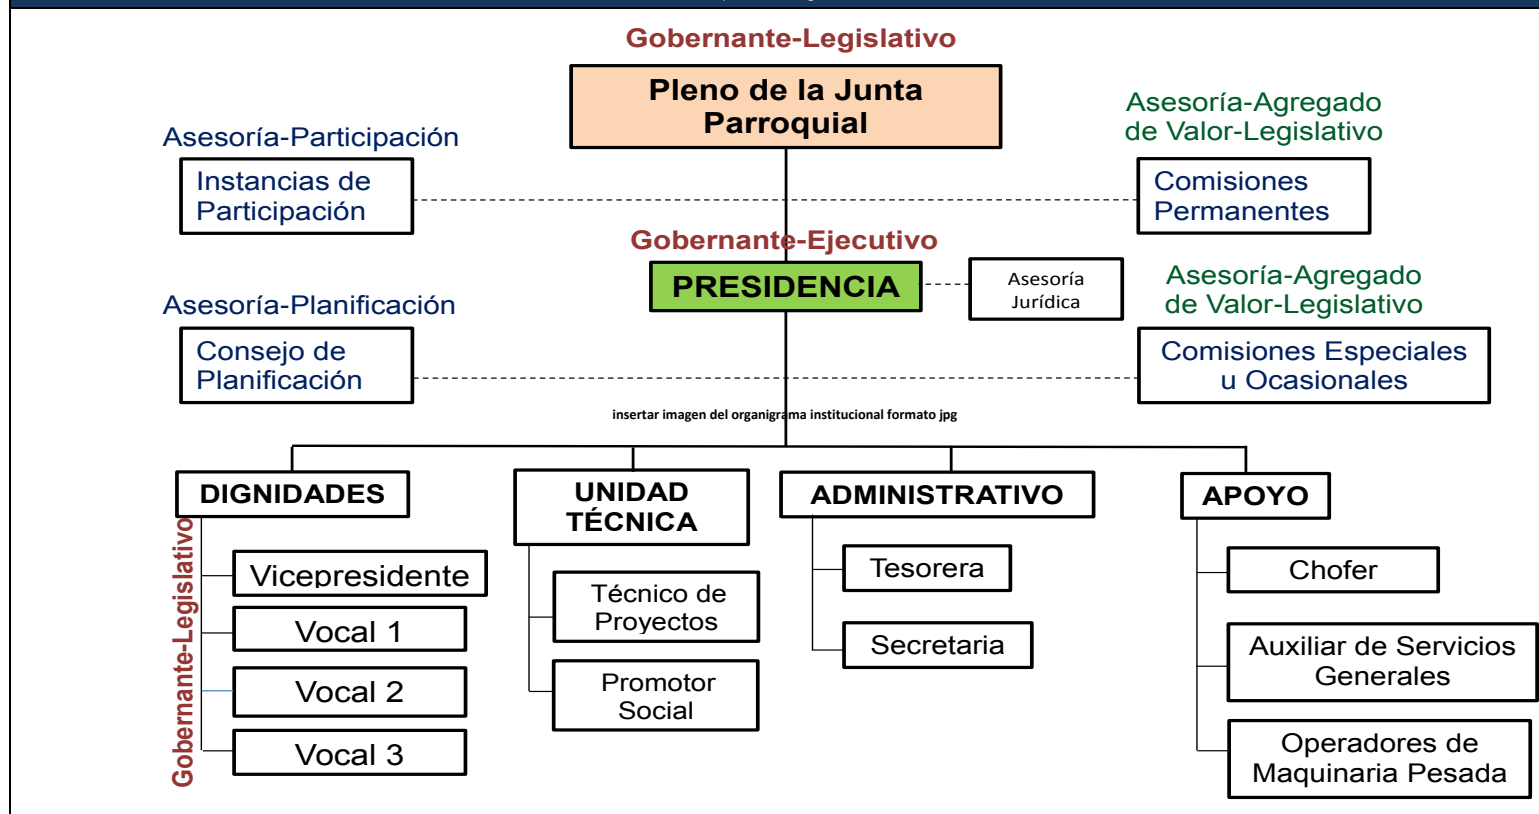 Gobernante-Legislativo
Pleno de la Junta
Parroquial
Asesoría-Participación
Instancias de
Participación
Asesoría-Agregado
de Valor-Legislativo
Comisiones
Permanentes
Gobernante-Ejecutivo
PRESIDENCIA
Asesoría
Jurídica
Asesoría-Planificación
Consejo de
Planificación
Asesoría-Agregado
de Valor-Legislativo
Comisiones Especiales
u Ocasionales
insertar imagen del organigrama institucional formato jpg
DIGNIDADES
Gobernante-Legislativo
Vicepresidente
Vocal 1
Vocal 2
Vocal 3
UNIDAD
TÉCNICA
Técnico de
Proyectos
Promotor
Social
ADMINISTRATIVO
Tesorera
Secretaria
APOYO
Chofer
Auxiliar de Servicios
Generales
Operadores de
Maquinaria Pesada